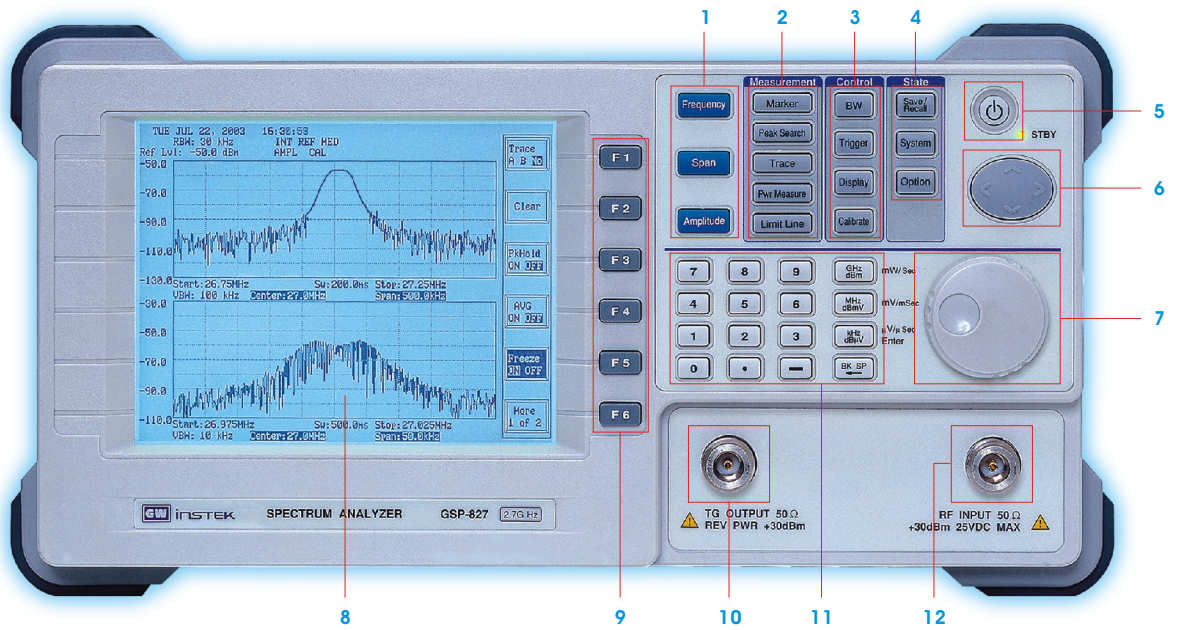 1 2 3 4
Measurement Control State
Frequency Marker BW Save/Recall
5
STBY
Peak Search Trigger System
Span Trace
Pwr Measure Display Option
6
Amplitude Limit Line Calibrate
TUE JUL 22, 2003 16:30:53
RBW: 30 kHz INT REF MED
Ref Lvl: -50.0 dBm AMPL CAL
-50.0
-70.0
-90.0
-110.0
-130.0
Start:26.75MHz Sw:200.0ms Stop:27.25MHz
VBW: 100 kHz Center:27.0MHz Span:500.0kHz
-30.0
-50.0
-70.0
-90.0
-110.0
Start:26.975MHz Sw:500.0ms Stop:27.025MHz
VBW: 10 kHz Center:27.0MHz Span:50.0kHz
Trace
A B No
Clear
PkHold
ON OFF
AVG
ON OFF
Freeze
ON OFF
More
1 of 2
F 1
F 2
F 3
F 4
F 5
F 6
7 8 9 GHz dBm mW/Sec
4 5 6 MHz dBmV mV/mSec
1 2 3 kHz dBµV µV/µSec Enter
0 • — BK SP
7
GW INSTEK SPECTRUM ANALYZER GSP-827 2.7GHz
TG OUTPUT 50Ω
REV PWR +30dBm
RF INPUT 50Ω
+30dBm 25VDC MAX
8 9 10 11 12